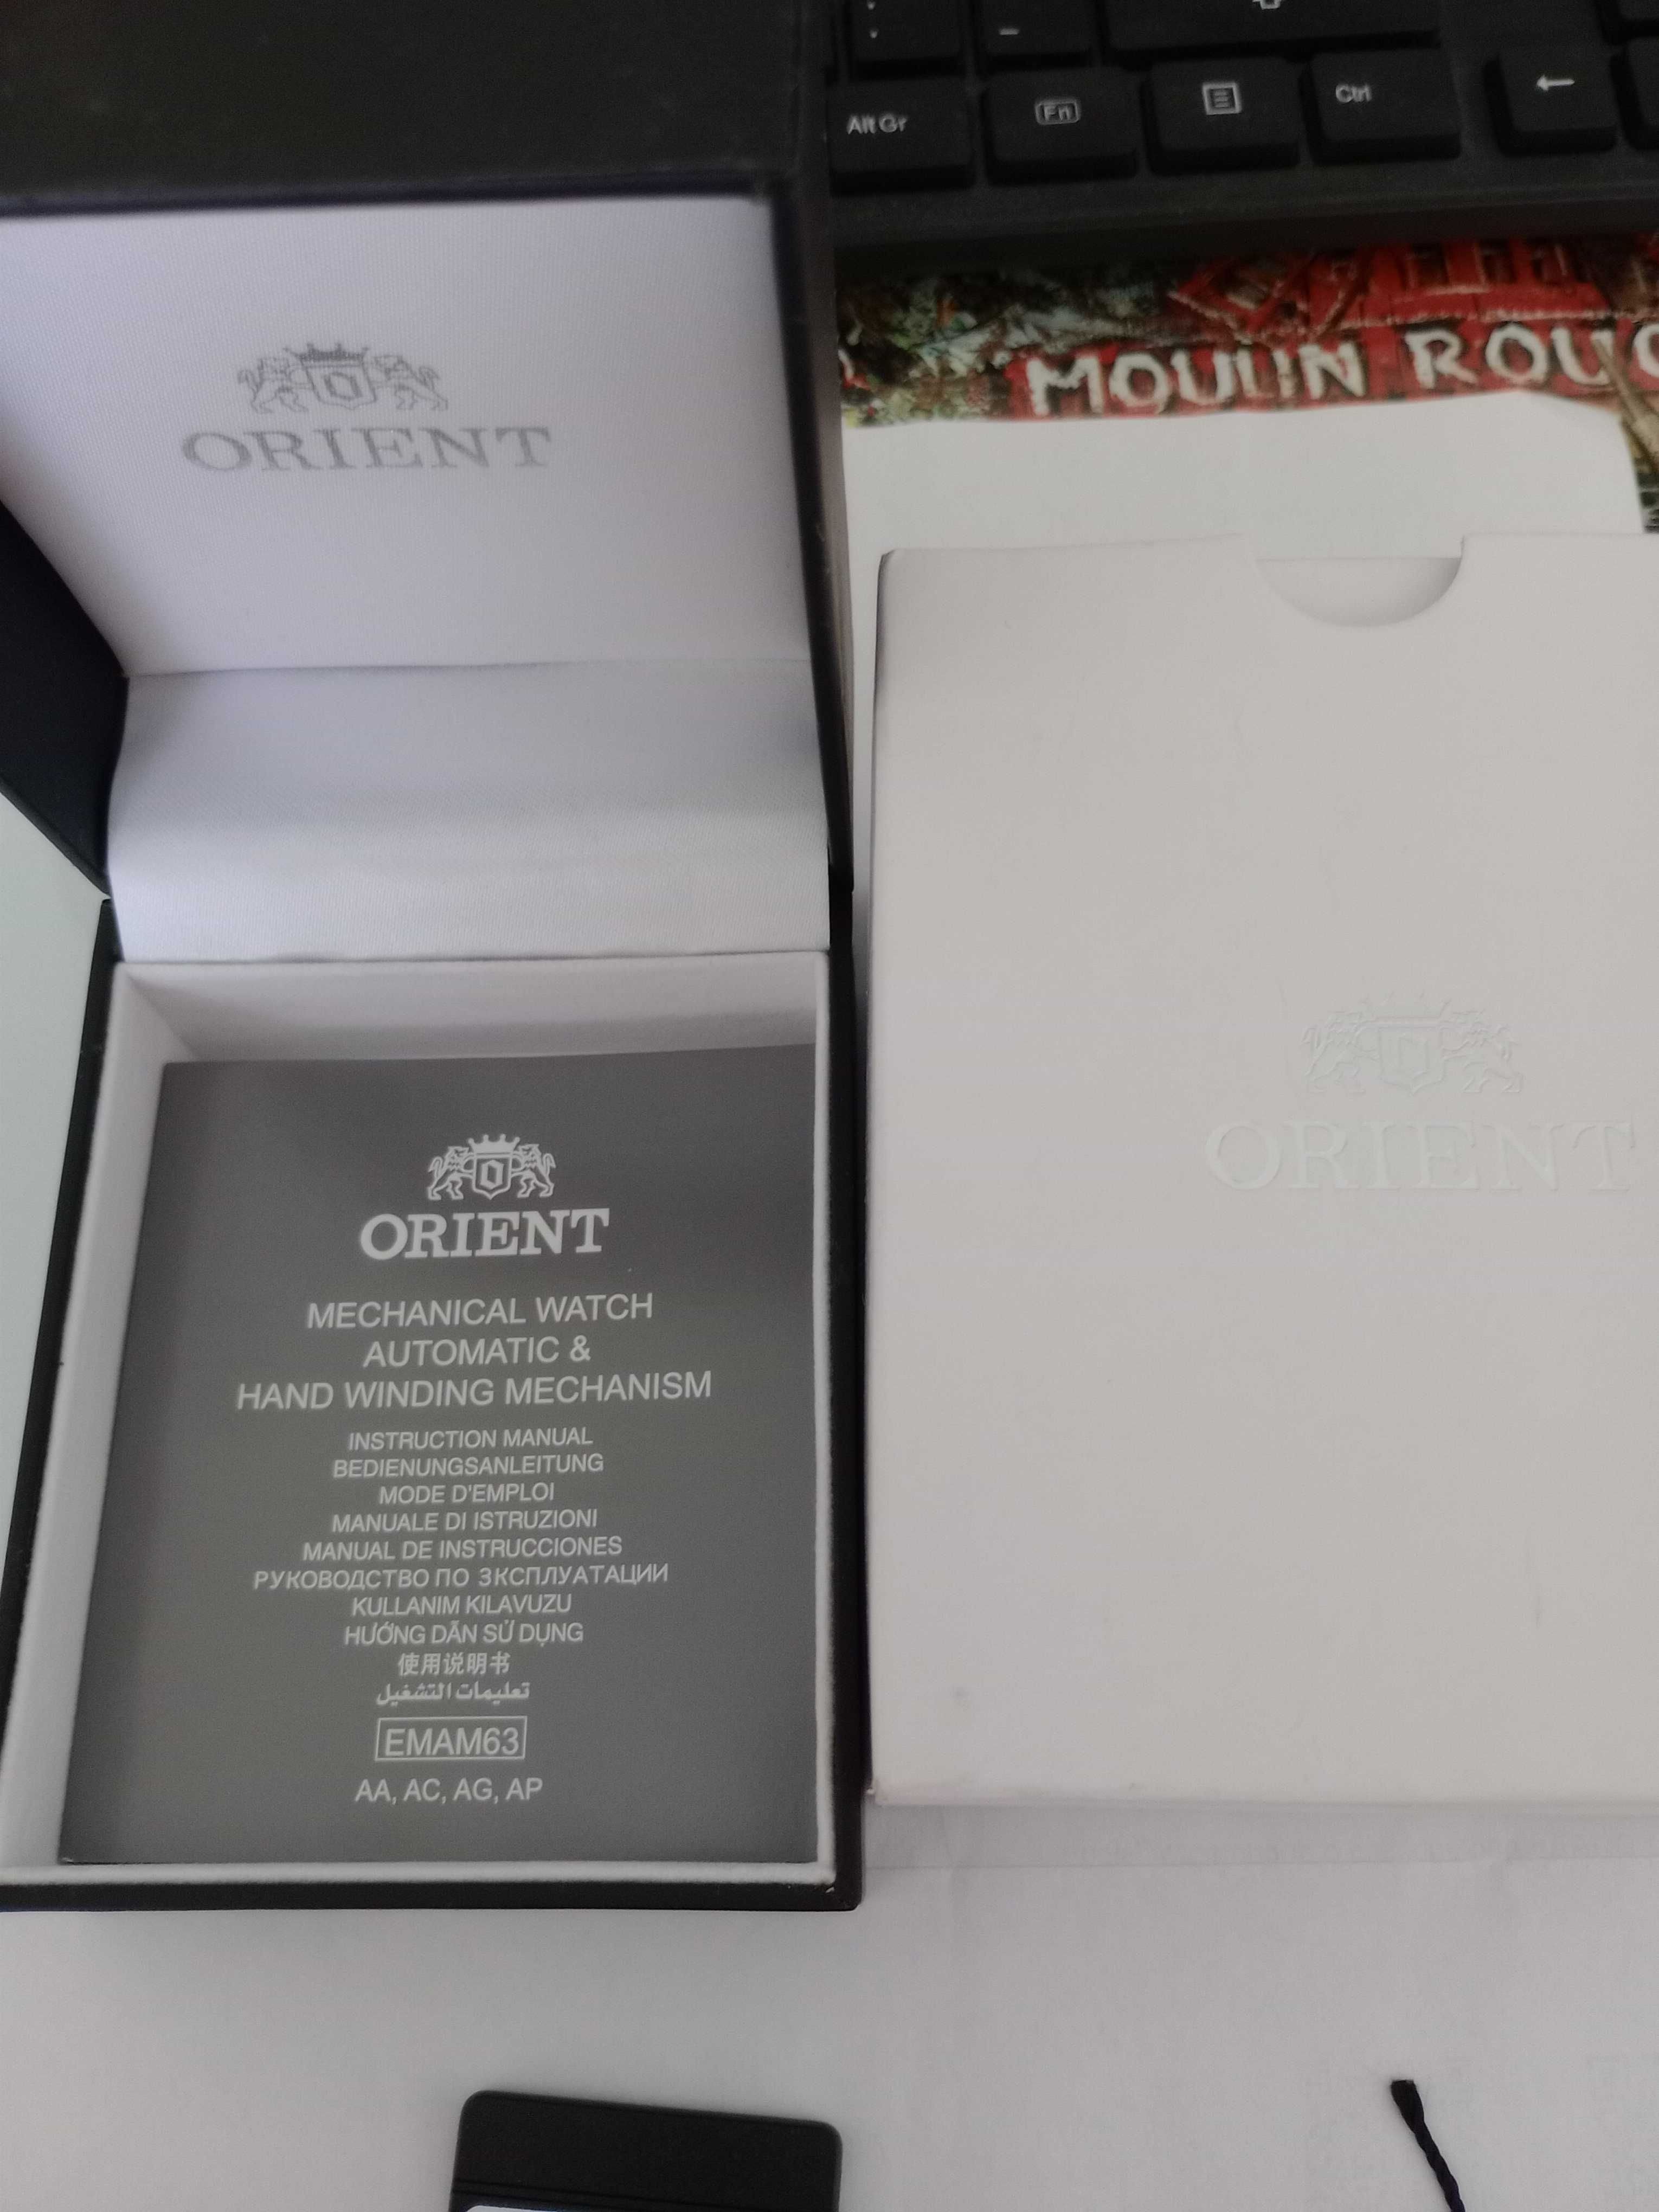 Alt Gr
Fn
Ctrl
←
MOULIN
ORIENT
ORIENT
ORIENT
MECHANICAL WATCH
AUTOMATIC &
HAND WINDING MECHANISM
INSTRUCTION MANUAL
BEDIENUNGSANLEITUNG
MODE D'EMPLOI
MANUALE DI ISTRUZIONI
MANUAL DE INSTRUCCIONES
РУКОВОДСТВО ПО ЗКСПЛУАТАЦИИ
KULLANIM KILAVUZU
HƯỚNG DẪN SỬ DỤNG
使用说明书
تعليمات التشغيل
EMAM63
AA, AC, AG, AP